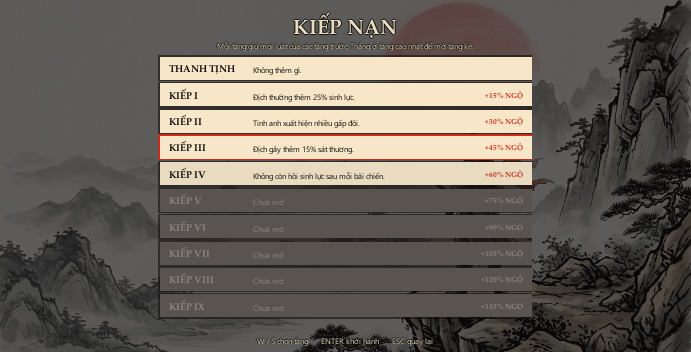 KIẾP NẠN
Mỗi tầng giữ mọi luật của các tầng trước. Thắng ở tầng cao nhất để mở tầng kế.
THANH TỊNH Không thêm gì.
KIẾP I Địch thường thêm 25% sinh lực. +15% NGỘ
KIẾP II Tinh anh xuất hiện nhiều gấp đôi. +30% NGỘ
KIẾP III Địch gây thêm 15% sát thương. +45% NGỘ
KIẾP IV Không còn hồi sinh lực sau mỗi bãi chiến. +60% NGỘ
KIẾP V Chưa mở +75% NGỘ
KIẾP VI Chưa mở +90% NGỘ
KIẾP VII Chưa mở +105% NGỘ
KIẾP VIII Chưa mở +120% NGỘ
KIẾP IX Chưa mở +135% NGỘ
W / S chọn tầng ENTER khởi hành ESC quay lại